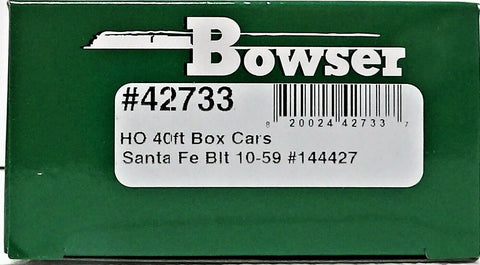 Bowser
#42733
8 20024 42733 7
HO 40ft Box Cars
Santa Fe Blt 10-59 #144427